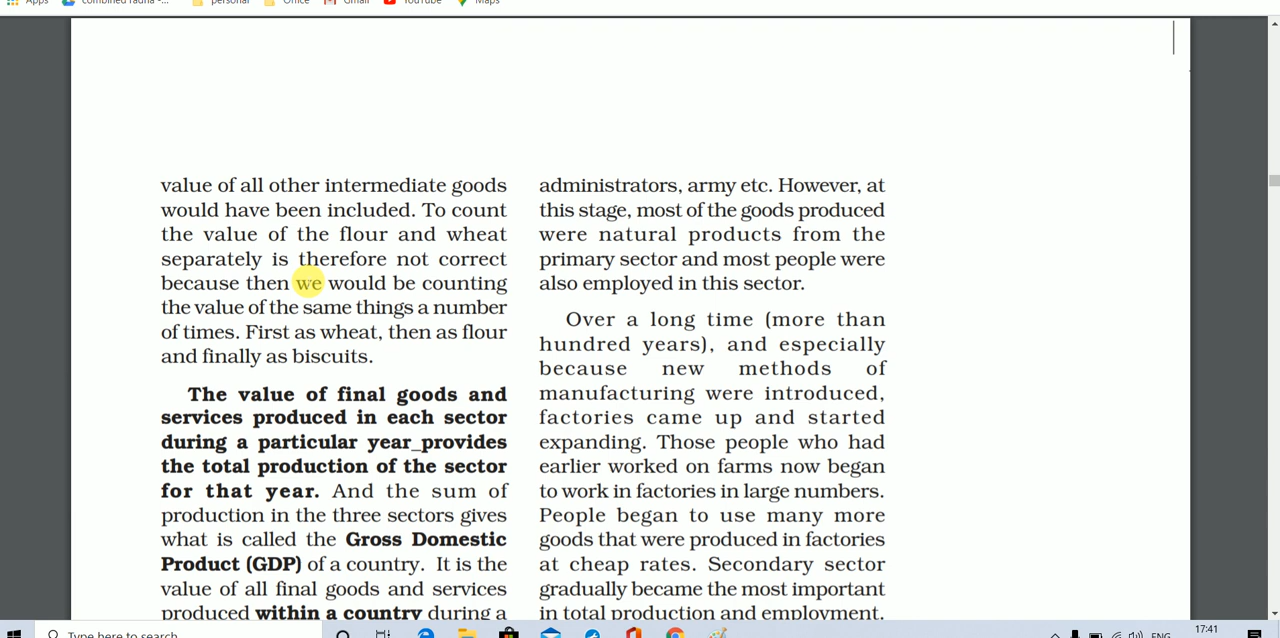 Apps combined radha -... personal Office Gmail YouTube Maps
value of all other intermediate goods
would have been included. To count
the value of the flour and wheat
separately is therefore not correct
because then we would be counting
the value of the same things a number
of times. First as wheat, then as flour
and finally as biscuits.
The value of final goods and
services produced in each sector
during a particular year_provides
the total production of the sector
for that year. And the sum of
production in the three sectors gives
what is called the Gross Domestic
Product (GDP) of a country. It is the
value of all final goods and services
produced within a country during a
administrators, army etc. However, at
this stage, most of the goods produced
were natural products from the
primary sector and most people were
also employed in this sector.
Over a long time (more than
hundred years), and especially
because new methods of
manufacturing were introduced,
factories came up and started
expanding. Those people who had
earlier worked on farms now began
to work in factories in large numbers.
People began to use many more
goods that were produced in factories
at cheap rates. Secondary sector
gradually became the most important
in total production and employment.
Type here to search
ENG
17:41